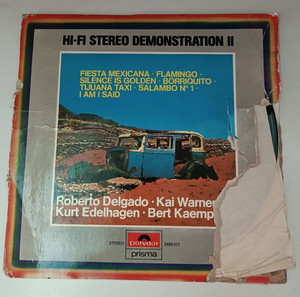 HI-FI STEREO DEMONSTRATION II
FIESTA MEXICANA · FLAMINGO ·
SILENCE IS GOLDEN · BORRIQUITO ·
TIJUANA TAXI · SALAMBO Nº 1 ·
I AM I SAID
Roberto Delgado · Kai Warner
Kurt Edelhagen · Bert Kaemp
STEREO
Polydor
prisma